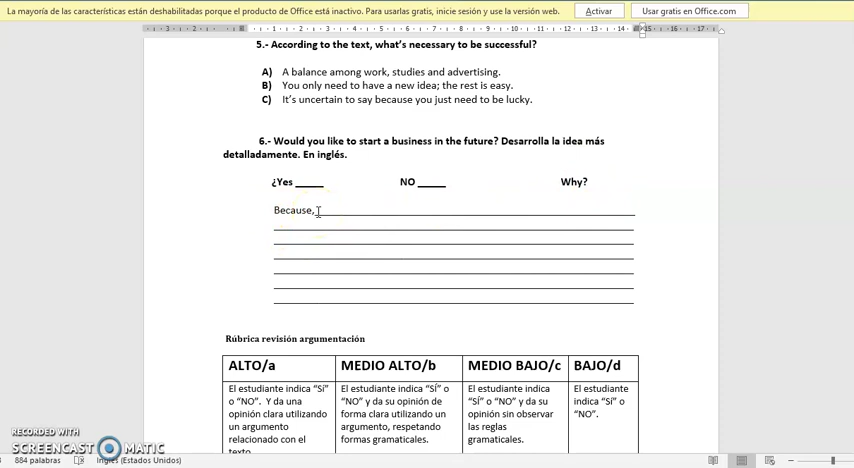 La mayoría de las características están deshabilitadas porque el producto de Office está inactivo. Para usarlas gratis, inicie sesión y use la versión web.
Activar
Usar gratis en Office.com
5.- According to the text, what's necessary to be successful?
A) A balance among work, studies and advertising.
B) You only need to have a new idea; the rest is easy.
C) It's uncertain to say because you just need to be lucky.
6.- Would you like to start a business in the future? Desarrolla la idea más
detalladamente. En inglés.
¿Yes _____ NO _____ Why?
Because,
Rúbrica revisión argumentación
ALTO/a MEDIO ALTO/b MEDIO BAJO/c BAJO/d
El estudiante indica "Sí"
o "NO". Y da una
opinión clara utilizando
un argumento
relacionado con el
texto.
El estudiante indica "SÍ" o
"NO" y da su opinión de
forma clara utilizando un
argumento, respetando
formas gramaticales.
El estudiante indica
"SÍ" o "NO" y da su
opinión sin observar
las reglas
gramaticales.
El estudiante
indica "Sí" o
"NO".
RECORDED WITH
SCREENCAST MATIC
884 palabras
Inglés (Estados Unidos)